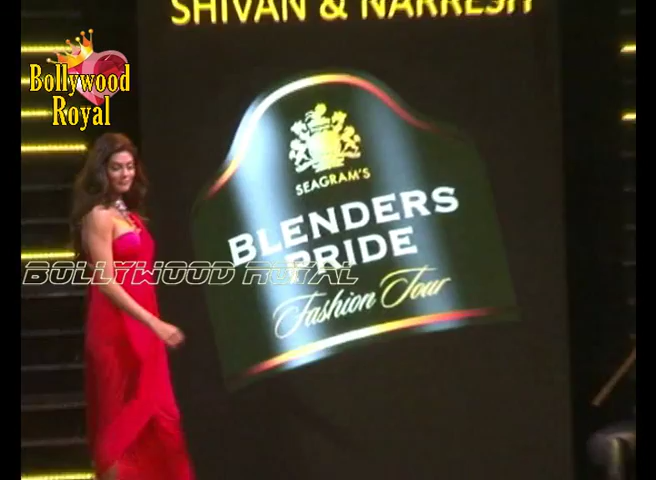 SHIVAN & NARRESH
Bollywood
Royal
SEAGRAM'S
BLENDERS
PRIDE
BOLLYWOOD ROYAL
Fashion Tour